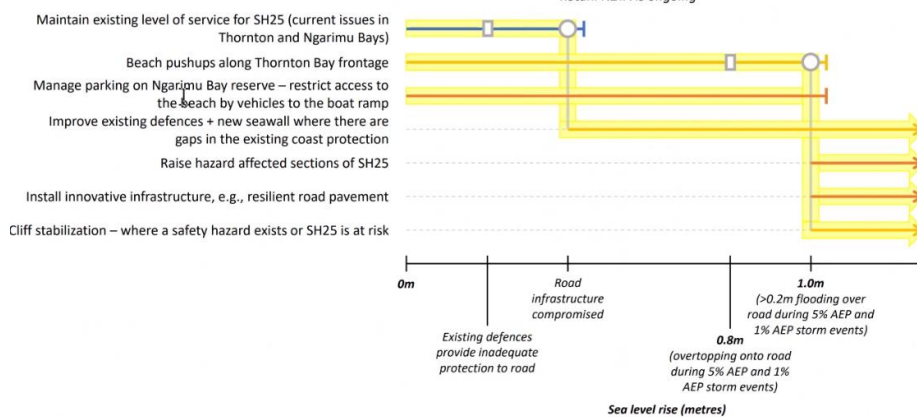 Maintain existing level of service for SH25 (current issues in
Thornton and Ngarimu Bays)
Beach pushups along Thornton Bay frontage
Manage parking on Ngarimu Bay reserve – restrict access to
the beach by vehicles to the boat ramp
Improve existing defences + new seawall where there are
gaps in the existing coast protection
Raise hazard affected sections of SH25
Install innovative infrastructure, e.g., resilient road pavement
Cliff stabilization – where a safety hazard exists or SH25 is at risk
0m
Road
infrastructure
compromised
1.0m
(>0.2m flooding over
road during 5% AEP and
1% AEP storm events)
Existing defences
provide inadequate
protection to road
0.8m
(overtopping onto road
during 5% AEP and 1%
AEP storm events)
Sea level rise (metres)